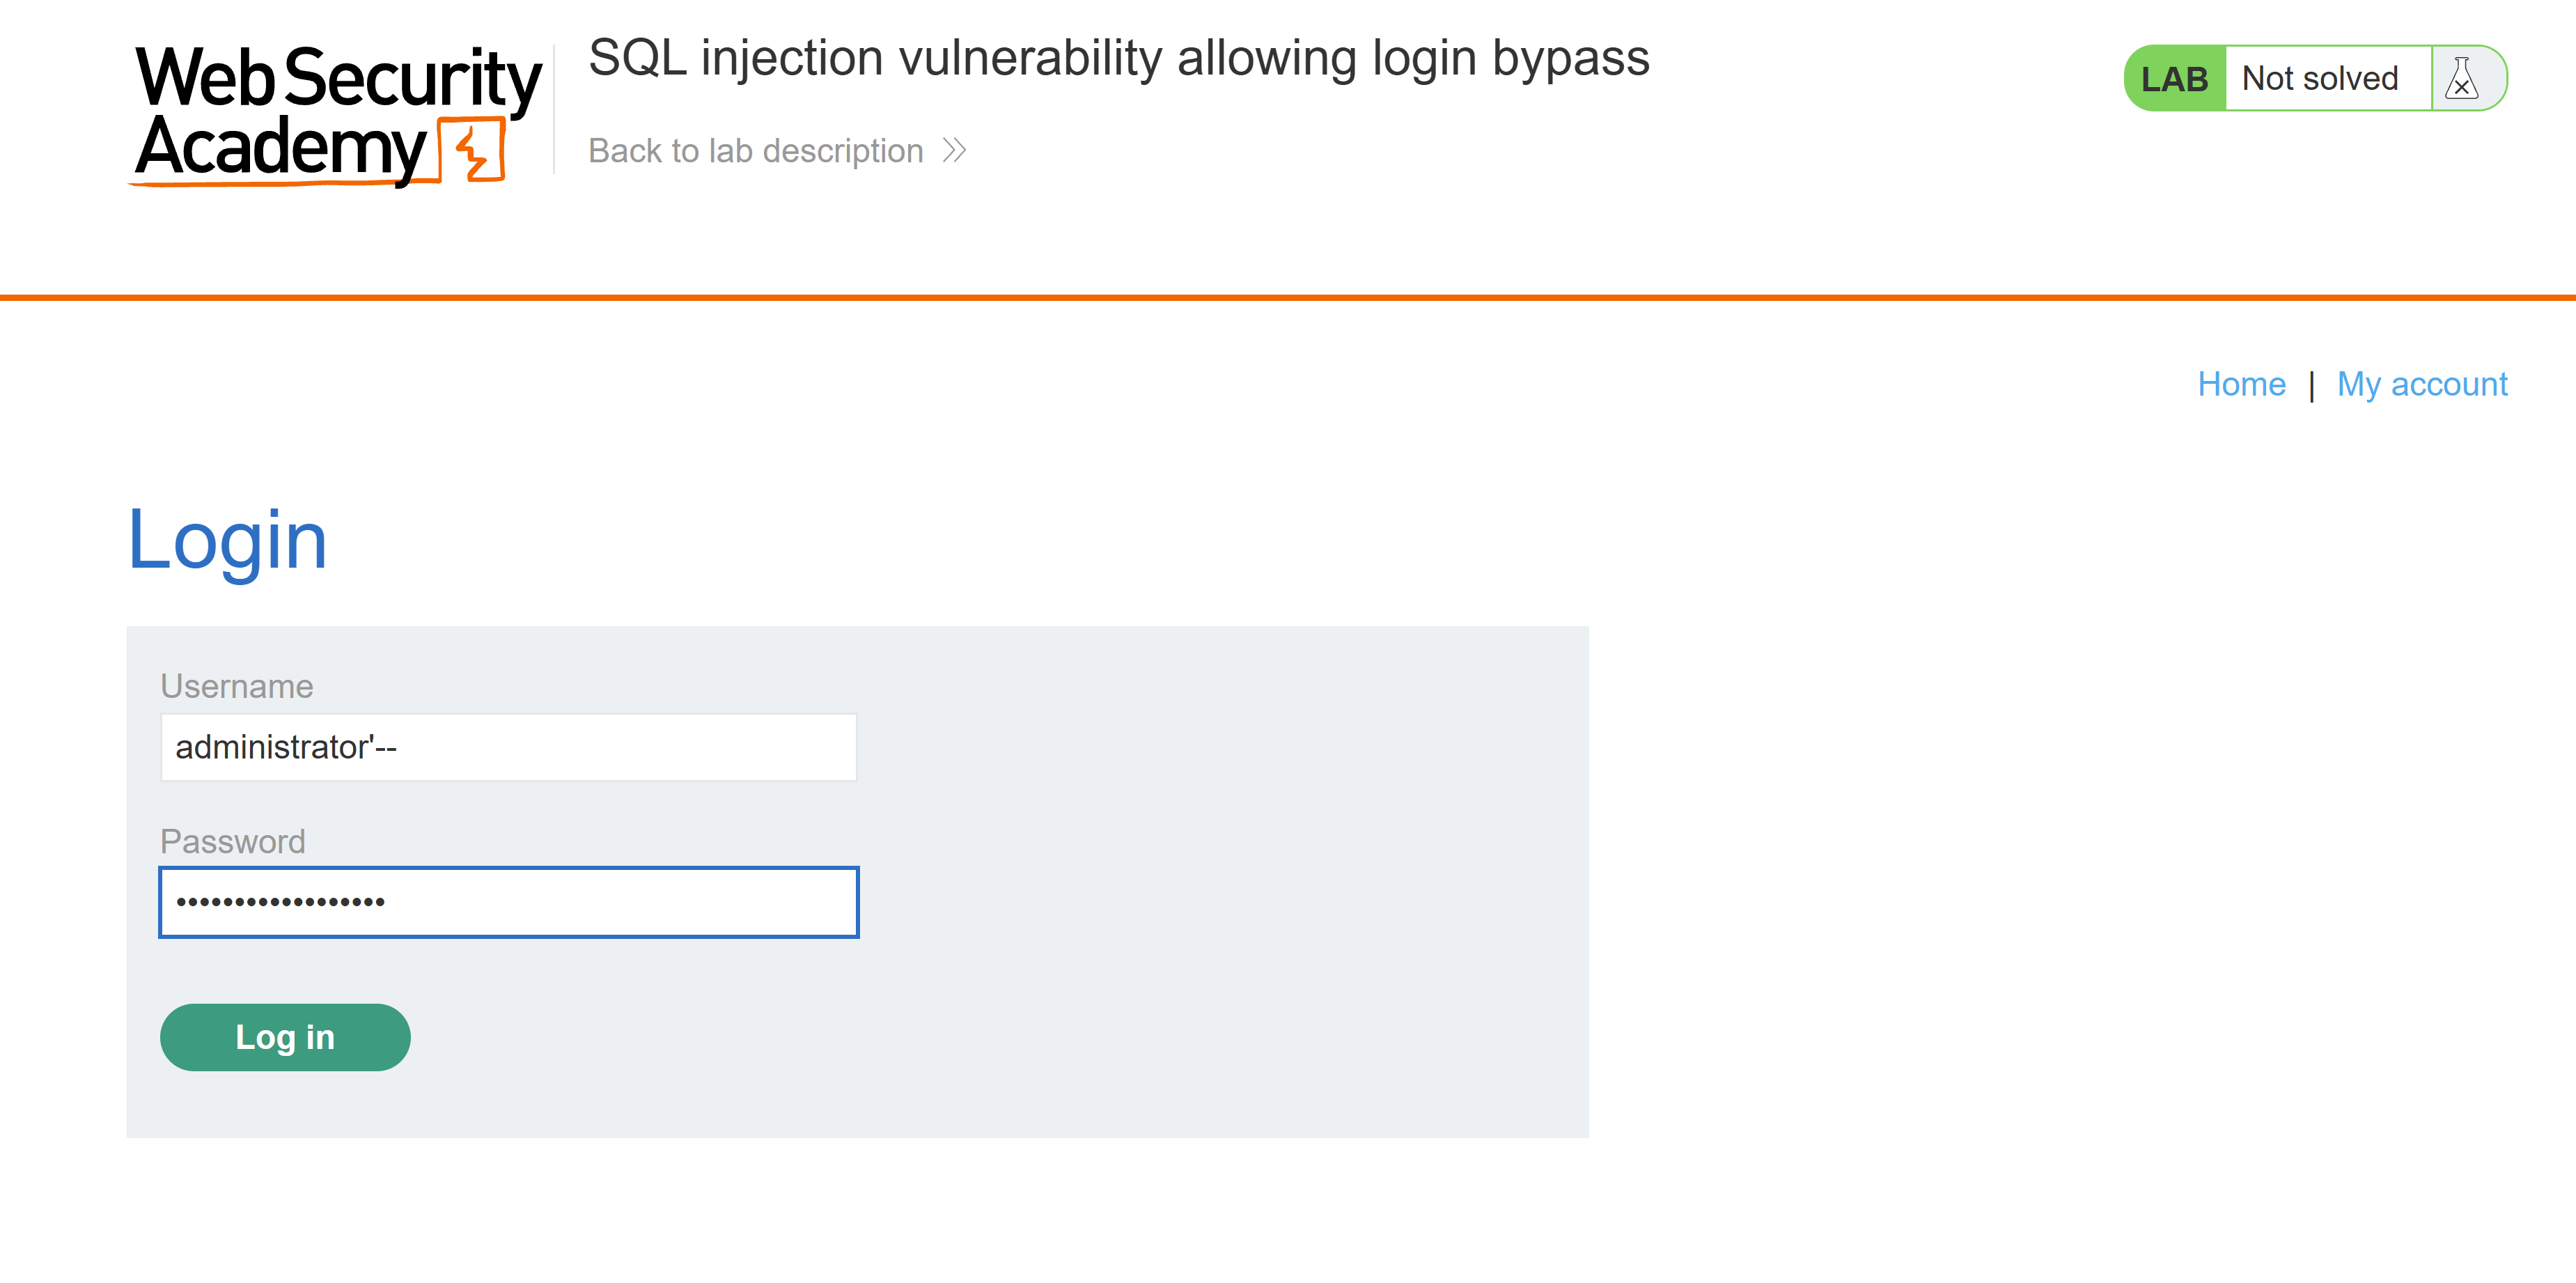 Web Security
Academy
SQL injection vulnerability allowing login bypass
Back to lab description
LAB
Not solved
Home | My account
Login
Username
administrator'--
Password
••••••••••••••••••
Log in